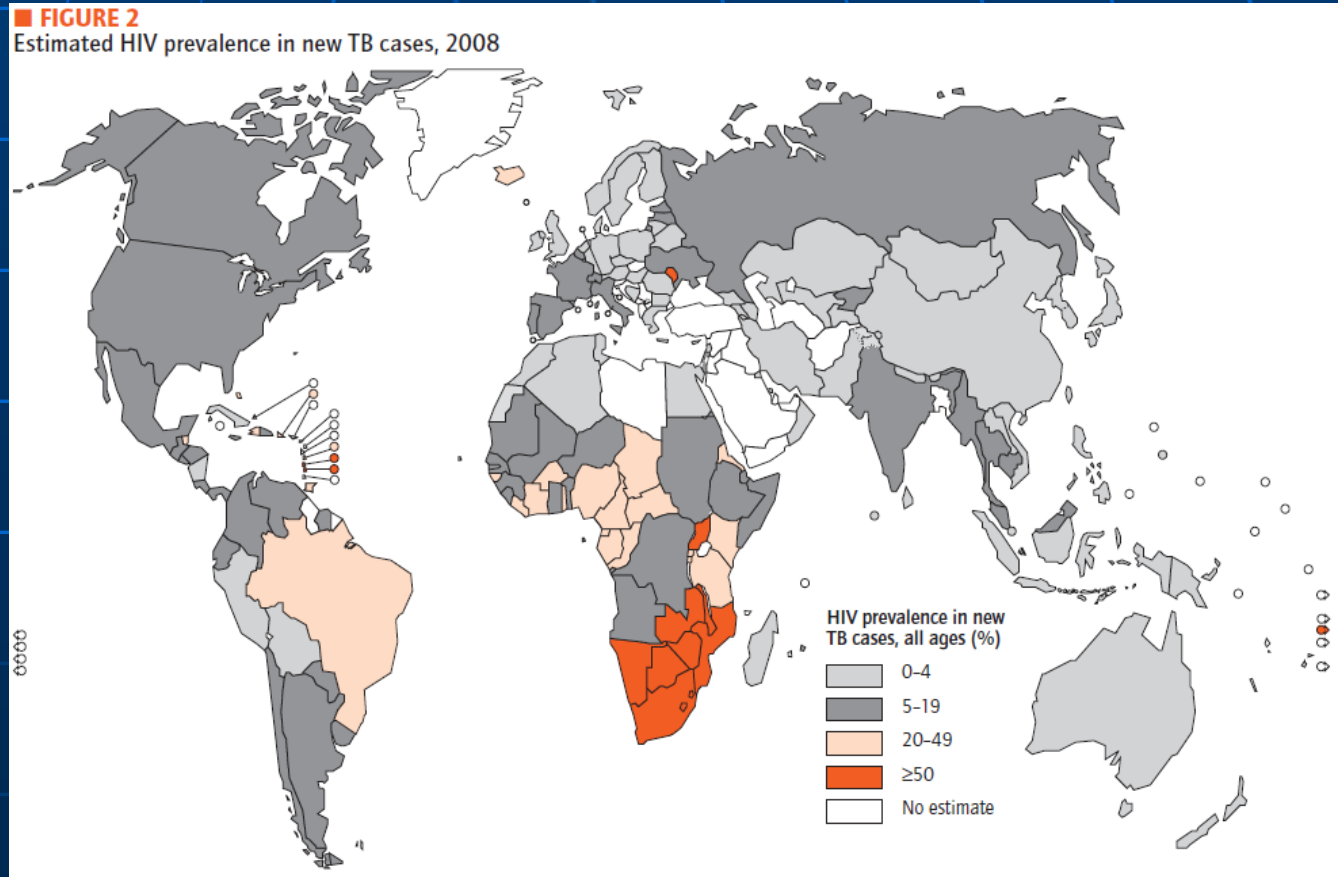 FIGURE 2
Estimated HIV prevalence in new TB cases, 2008
HIV prevalence in new
TB cases, all ages (%)
0–4
5–19
20–49
≥50
No estimate